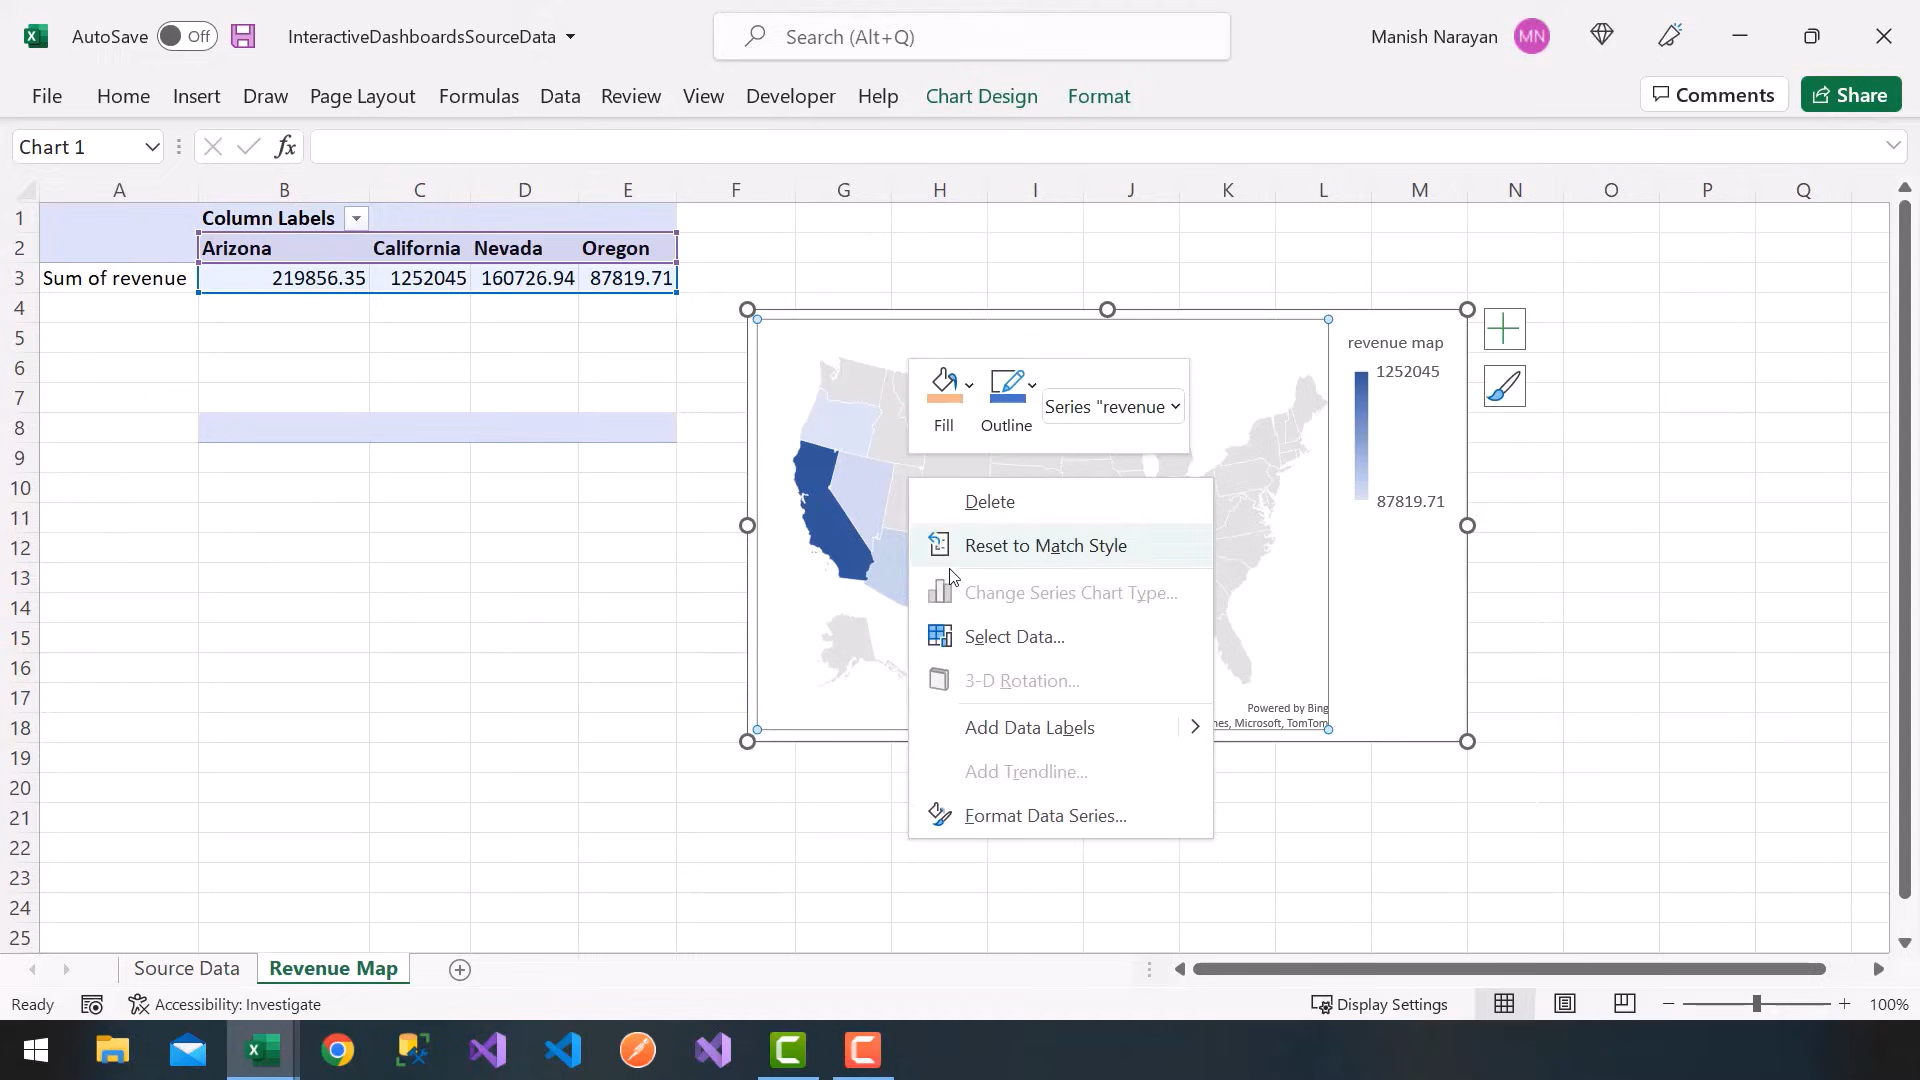 AutoSave Off InteractiveDashboardsSourceData Search (Alt+Q) Manish Narayan MN
File Home Insert Draw Page Layout Formulas Data Review View Developer Help Chart Design Format Comments Share
Chart 1 fx
A B C D E F G H I J K L M N O P Q
1 Column Labels
2 Arizona California Nevada Oregon
3 Sum of revenue 219856.35 1252045 160726.94 87819.71
4
5
6
7
8
9
10
11
12
13
14
15
16
17
18
19
20
21
22
23
24
25
revenue map
1252045
87819.71
Fill Outline Series "revenue
Delete
Reset to Match Style
Change Series Chart Type...
Select Data...
3-D Rotation...
Add Data Labels
Add Trendline...
Format Data Series...
Powered by Bing
Microsoft, TomTom
Source Data Revenue Map
Ready Accessibility: Investigate Display Settings 100%